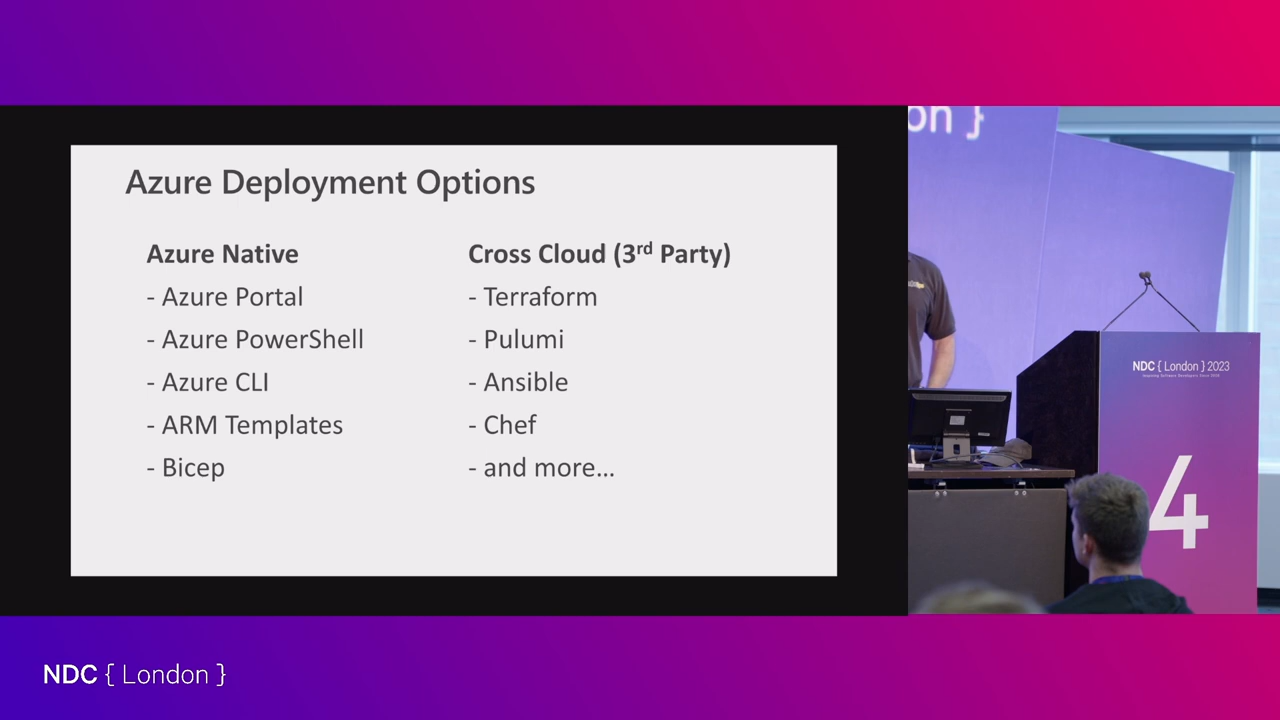 Azure Deployment Options
Azure Native
- Azure Portal
- Azure PowerShell
- Azure CLI
- ARM Templates
- Bicep
Cross Cloud (3rd Party)
- Terraform
- Pulumi
- Ansible
- Chef
- and more...
on }
NDC { London } 2023
4
NDC { London }